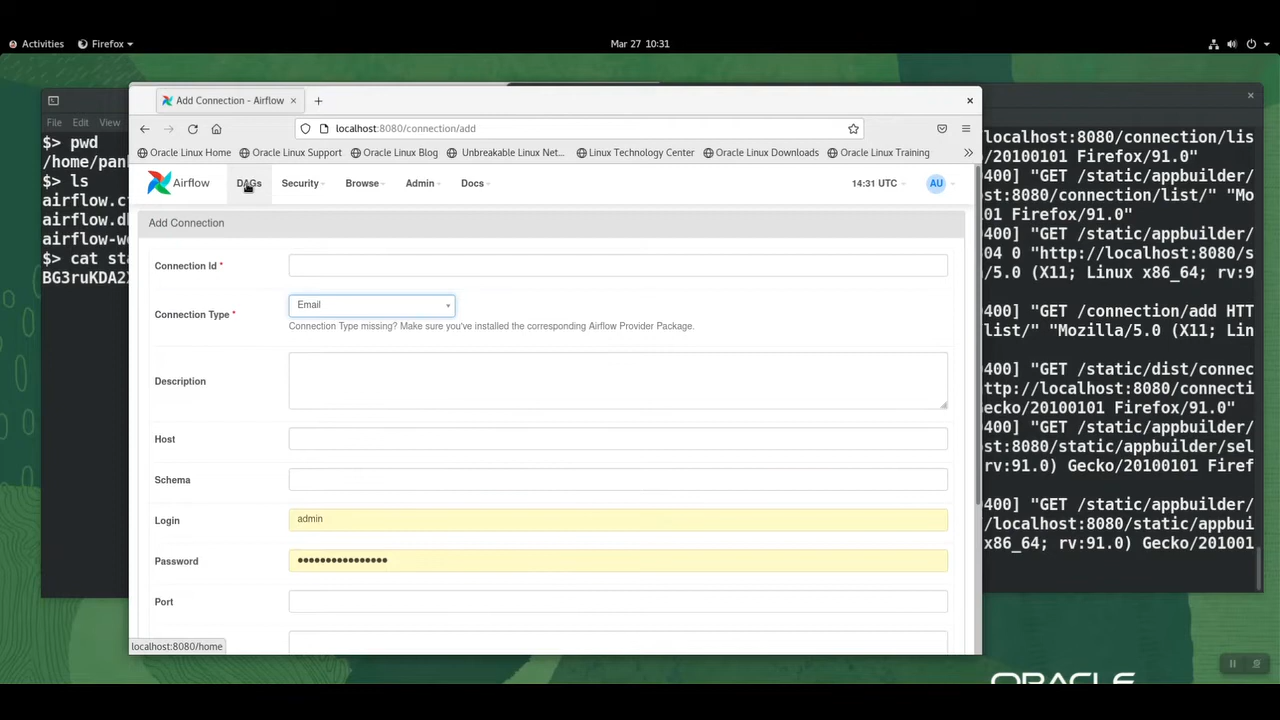 Activities Firefox Mar 27 10:31
Add Connection - Airflow
localhost:8080/connection/add
Oracle Linux Home Oracle Linux Support Oracle Linux Blog Unbreakable Linux Net... Linux Technology Center Oracle Linux Downloads Oracle Linux Training
Airflow DAGs Security Browse Admin Docs 14:31 UTC AU
Add Connection
Connection Id *
Connection Type * Email
Connection Type missing? Make sure you've installed the corresponding Airflow Provider Package.
Description
Host
Schema
Login admin
Password
Port
localhost:8080/home
File Edit View
$> pwd
/home/pan
$> ls
airflow.c
airflow.d
airflow-w
$> cat sta
BG3ruKDA2
localhost:8080/connection/lis
20100101 Firefox/91.0"
400] "GET /static/appbuilder/
st:8080/connection/list/" "Mo
01 Firefox/91.0"
400] "GET /static/appbuilder/
04 0 "http://localhost:8080/s
/5.0 (X11; Linux x86_64; rv:9
400] "GET /connection/add HTT
list/" "Mozilla/5.0 (X11; Lin
400] "GET /static/dist/connec
ttp://localhost:8080/connecti
ecko/20100101 Firefox/91.0"
400] "GET /static/appbuilder/
st:8080/static/appbuilder/sel
rv:91.0) Gecko/20100101 Firef
400] "GET /static/appbuilder/
/localhost:8080/static/appbui
x86_64; rv:91.0) Gecko/201001
ORACLE